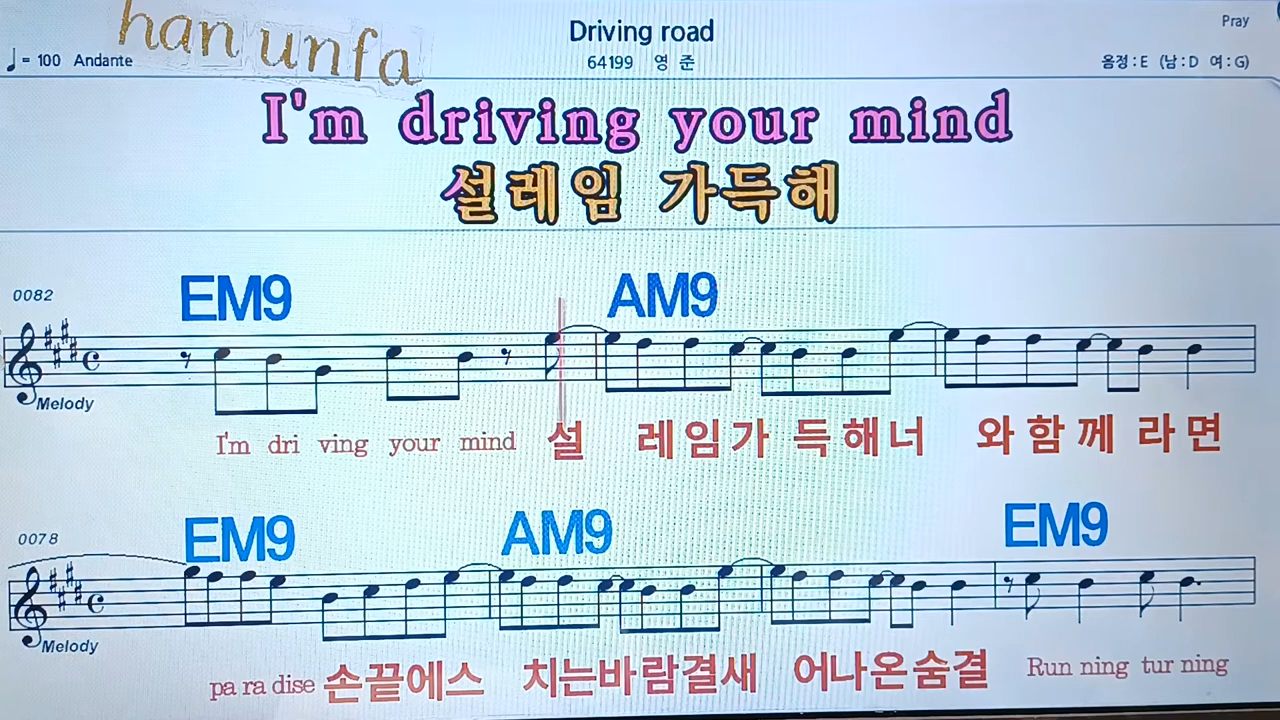 han unfa
Driving road
Pray
♩= 100 Andante
64199 영 준
음정 : E (남 : D 여 : G)
I'm driving your mind
설레임 가득해
0082
EM9 AM9
Melody
I'm dri ving your mind 설 레임가 득해너 와함께 라면
0078
EM9 AM9 EM9
Melody
pa ra dise 손끝에스 치는바람결새 어나온숨결 Run ning tur ning